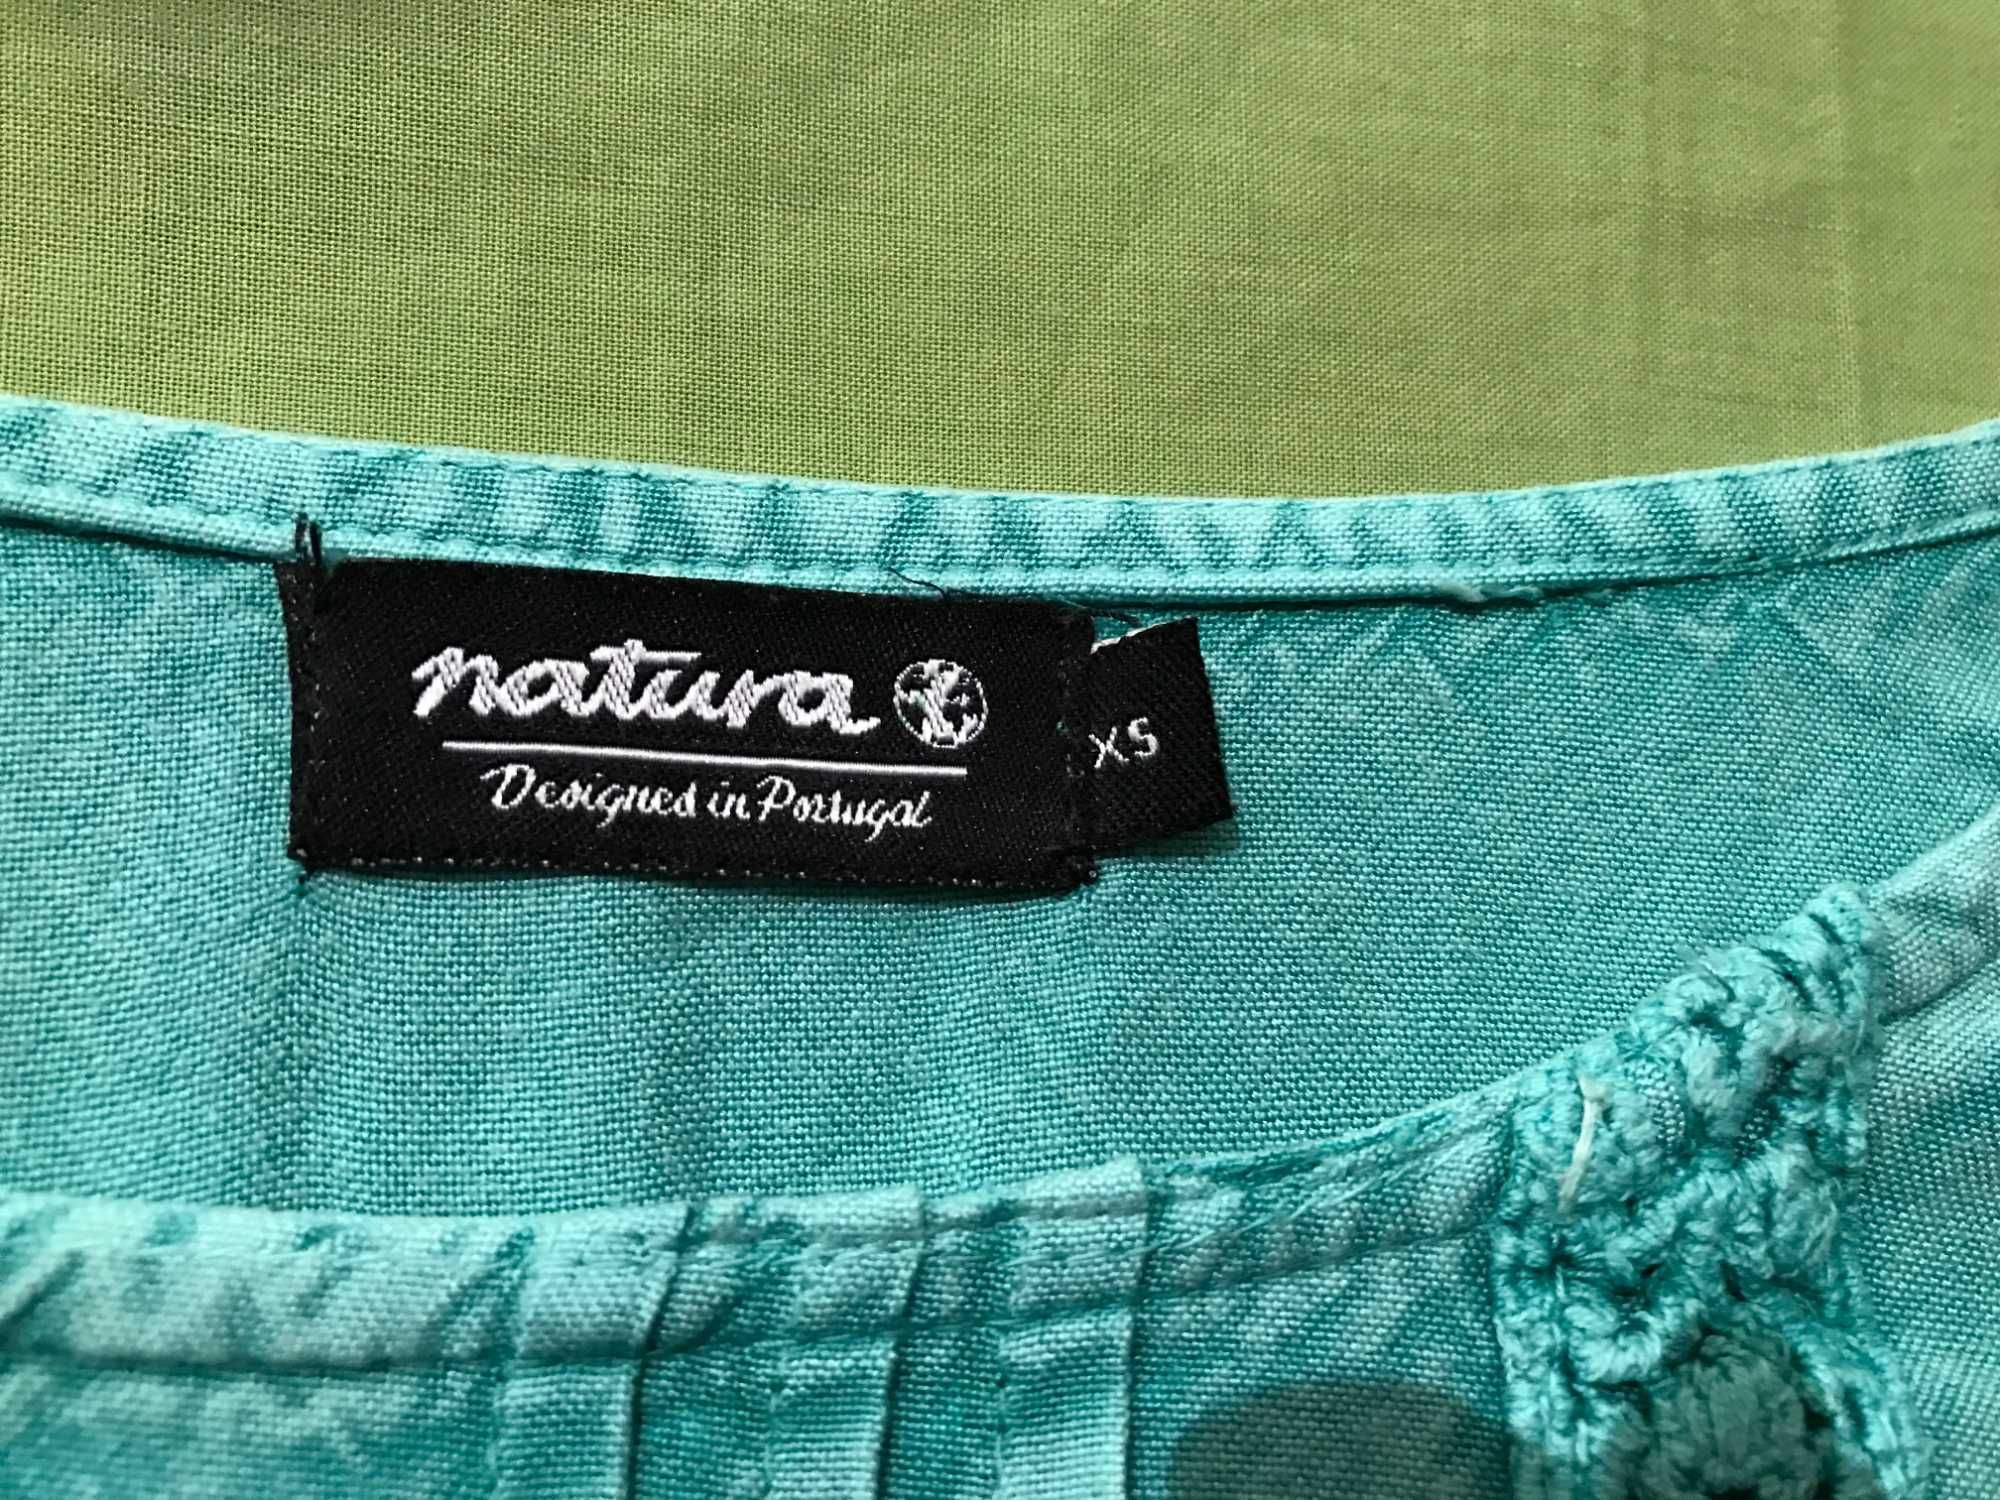 natura
Designed in Portugal
XS